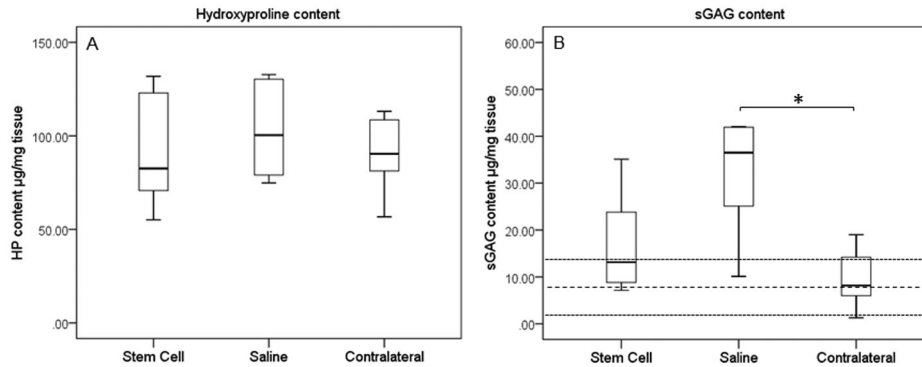 Hydroxyproline content
A
150.00
100.00
50.00
.00
HP content µg/mg tissue
Stem Cell
Saline
Contralateral
sGAG content
B
60.00
50.00
40.00
30.00
20.00
10.00
.00
sGAG content µg/mg tissue
*
Stem Cell
Saline
Contralateral